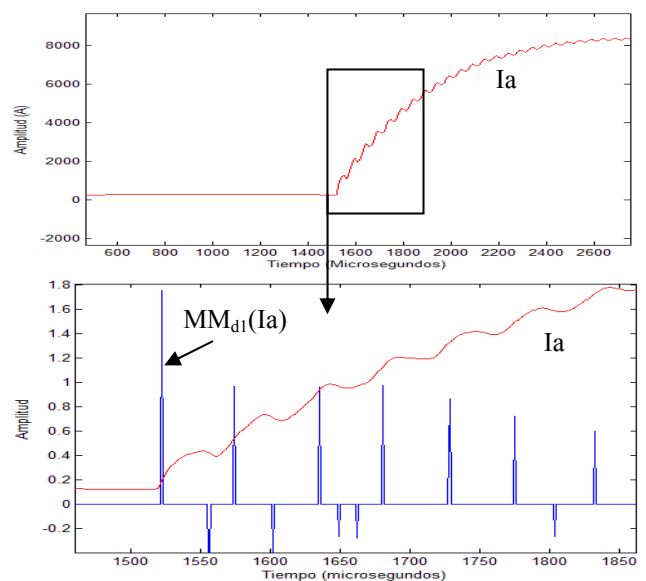 8000
6000
4000
2000
0
-2000
Amplitud (A)
Ia
600 800 1000 1200 1400 1600 1800 2000 2200 2400 2600
Tiempo (Microsegundos)
1.8
1.6
1.4
1.2
1
0.8
0.6
0.4
0.2
0
-0.2
Amplitud
MMd1(Ia)
Ia
1500 1550 1600 1650 1700 1750 1800 1850
Tiempo (microsegundos)